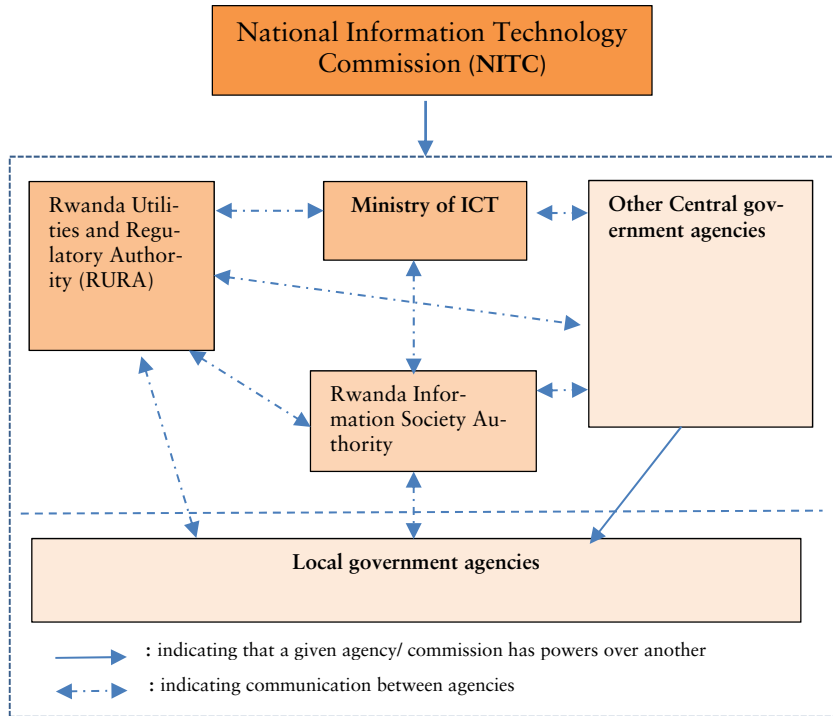 National Information Technology
Commission (NITC)
Rwanda Utili-
ties and Regu-
latory Author-
ity (RURA)
Ministry of ICT
Other Central gov-
ernment agencies
Rwanda Infor-
mation Society Au-
thority
Local government agencies
: indicating that a given agency/ commission has powers over another
: indicating communication between agencies